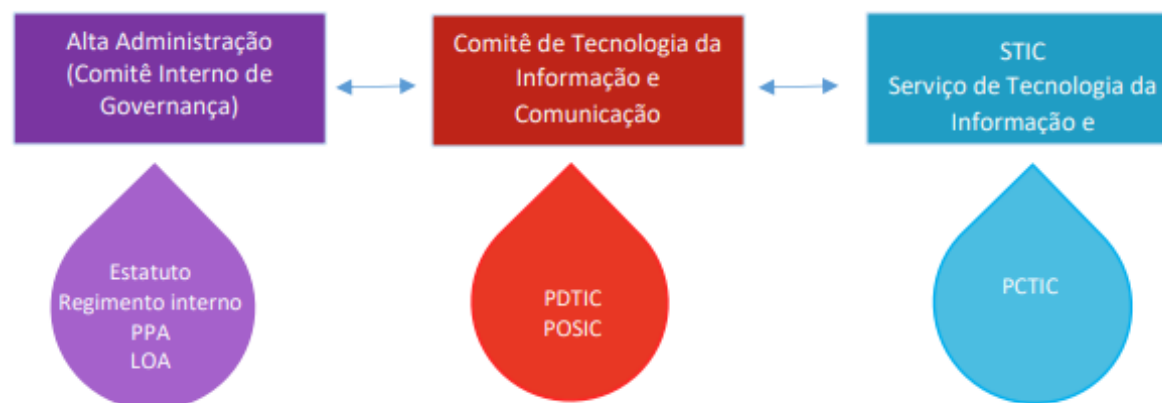 Alta Administração
(Comitê Interno de
Governança)
Comitê de Tecnologia da
Informação e
Comunicação
STIC
Serviço de Tecnologia da
Informação e
Estatuto
Regimento interno
PPA
LOA
PDTIC
POSIC
PCTIC